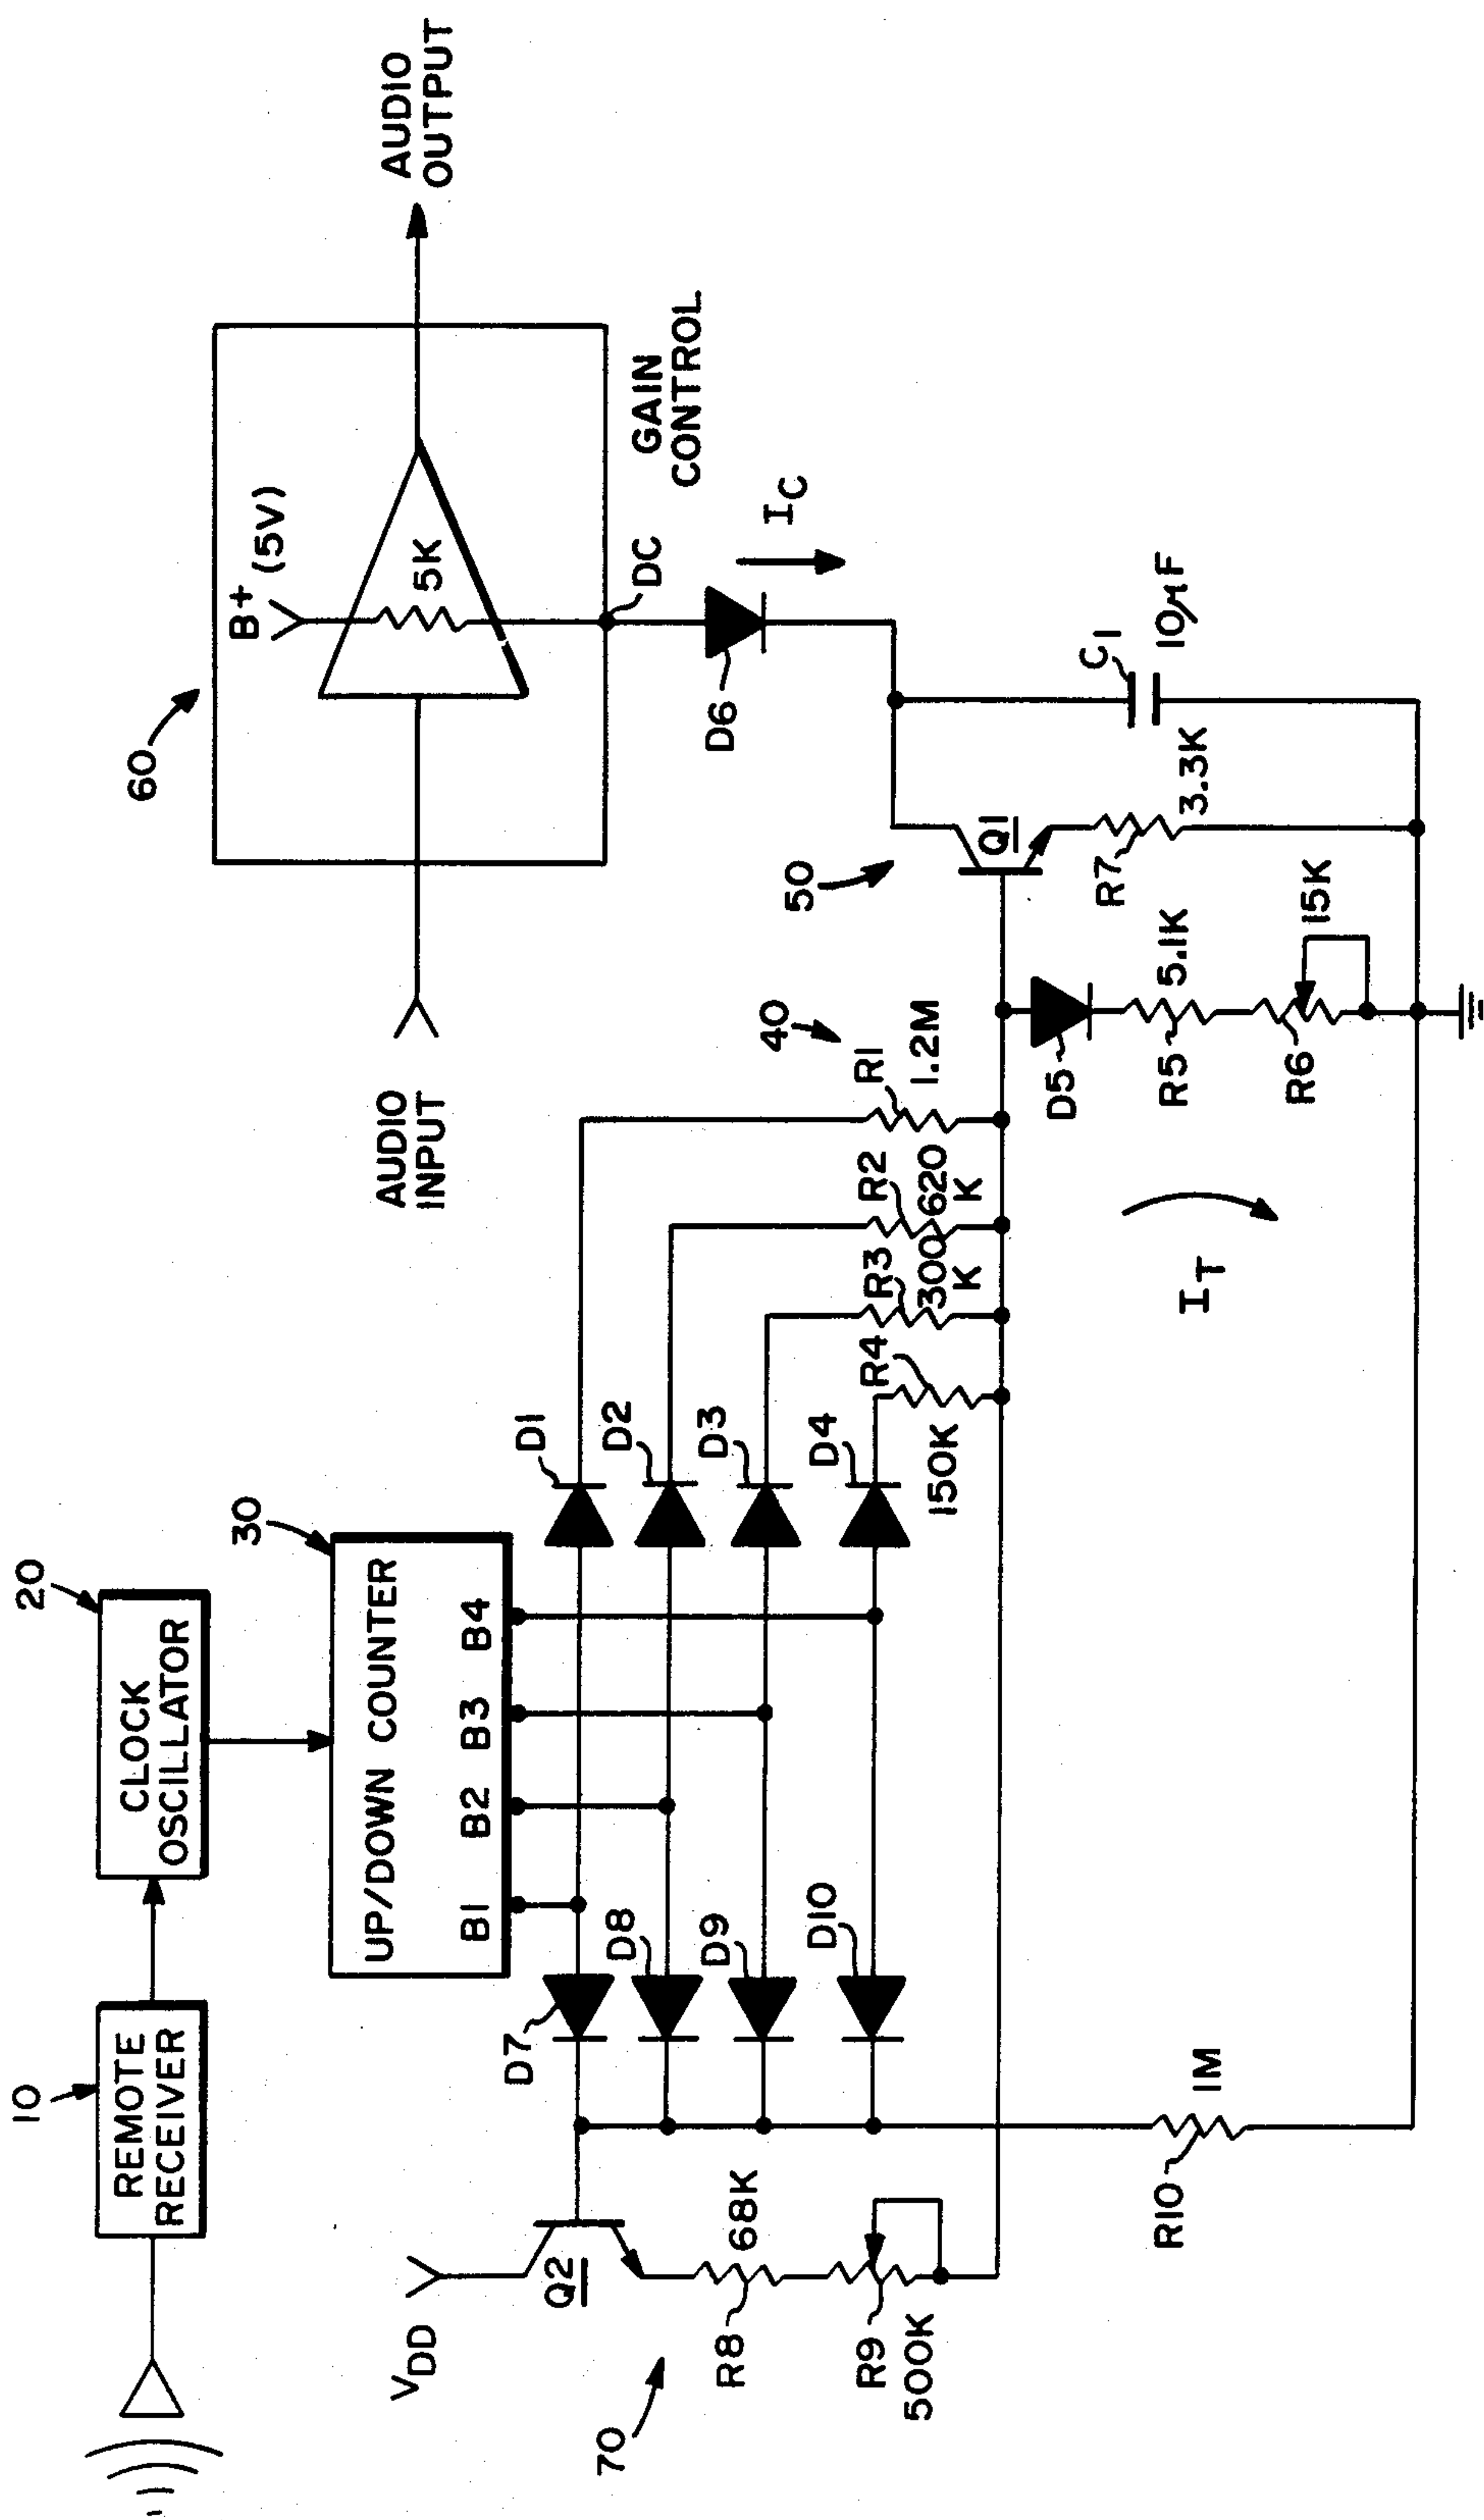 10
REMOTE
RECEIVER
20
CLOCK
OSCILLATOR
30
UP/DOWN COUNTER
B1 B2 B3 B4
60
B+
(5V)
5K
AUDIO
INPUT
AUDIO
OUTPUT
GAIN
CONTROL
DC
D6
IC
VDD
Q2
70
R8
68K
R9
500K
D7
D8
D9
D10
R10
1M
D1
D2
D3
D4
R4
150K
R3
300
K
R2
620
K
R1
1.2M
40
IT
50
Q1
D5
R5
5.1K
R6
15K
R7
3.3K
C1
10µF